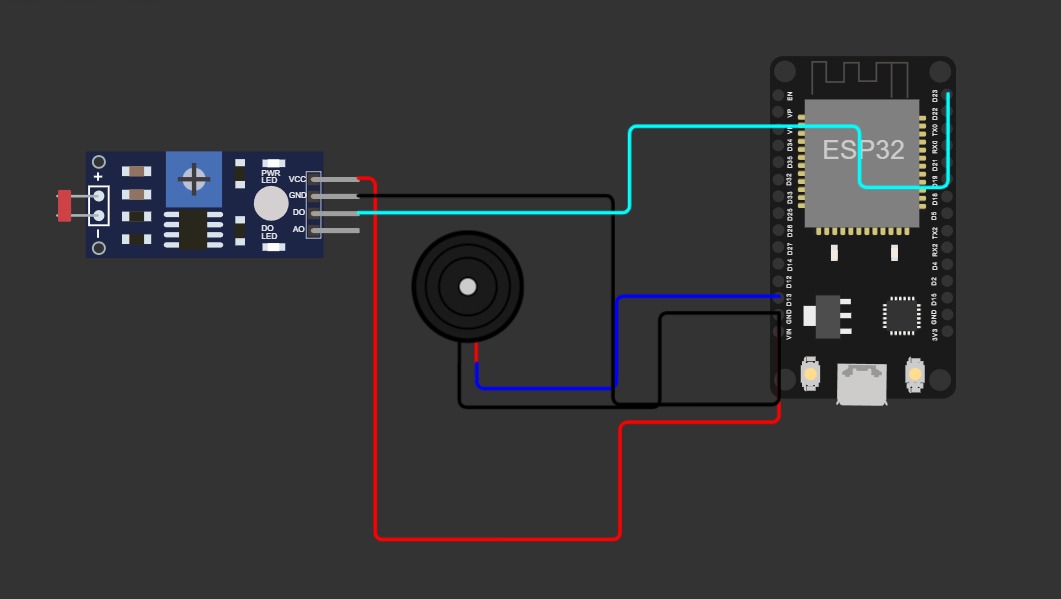 +
PWR
LED
VCC
GND
DO
AO
DO
LED
ESP32
EN
VP
D34
D35
D32
D33
D25
D26
D27
D14
D12
D13
GND
VIN
D23
D22
TX0
RX0
D21
D19
D18
D5
TX2
RX2
D4
D2
D15
GND
3V3